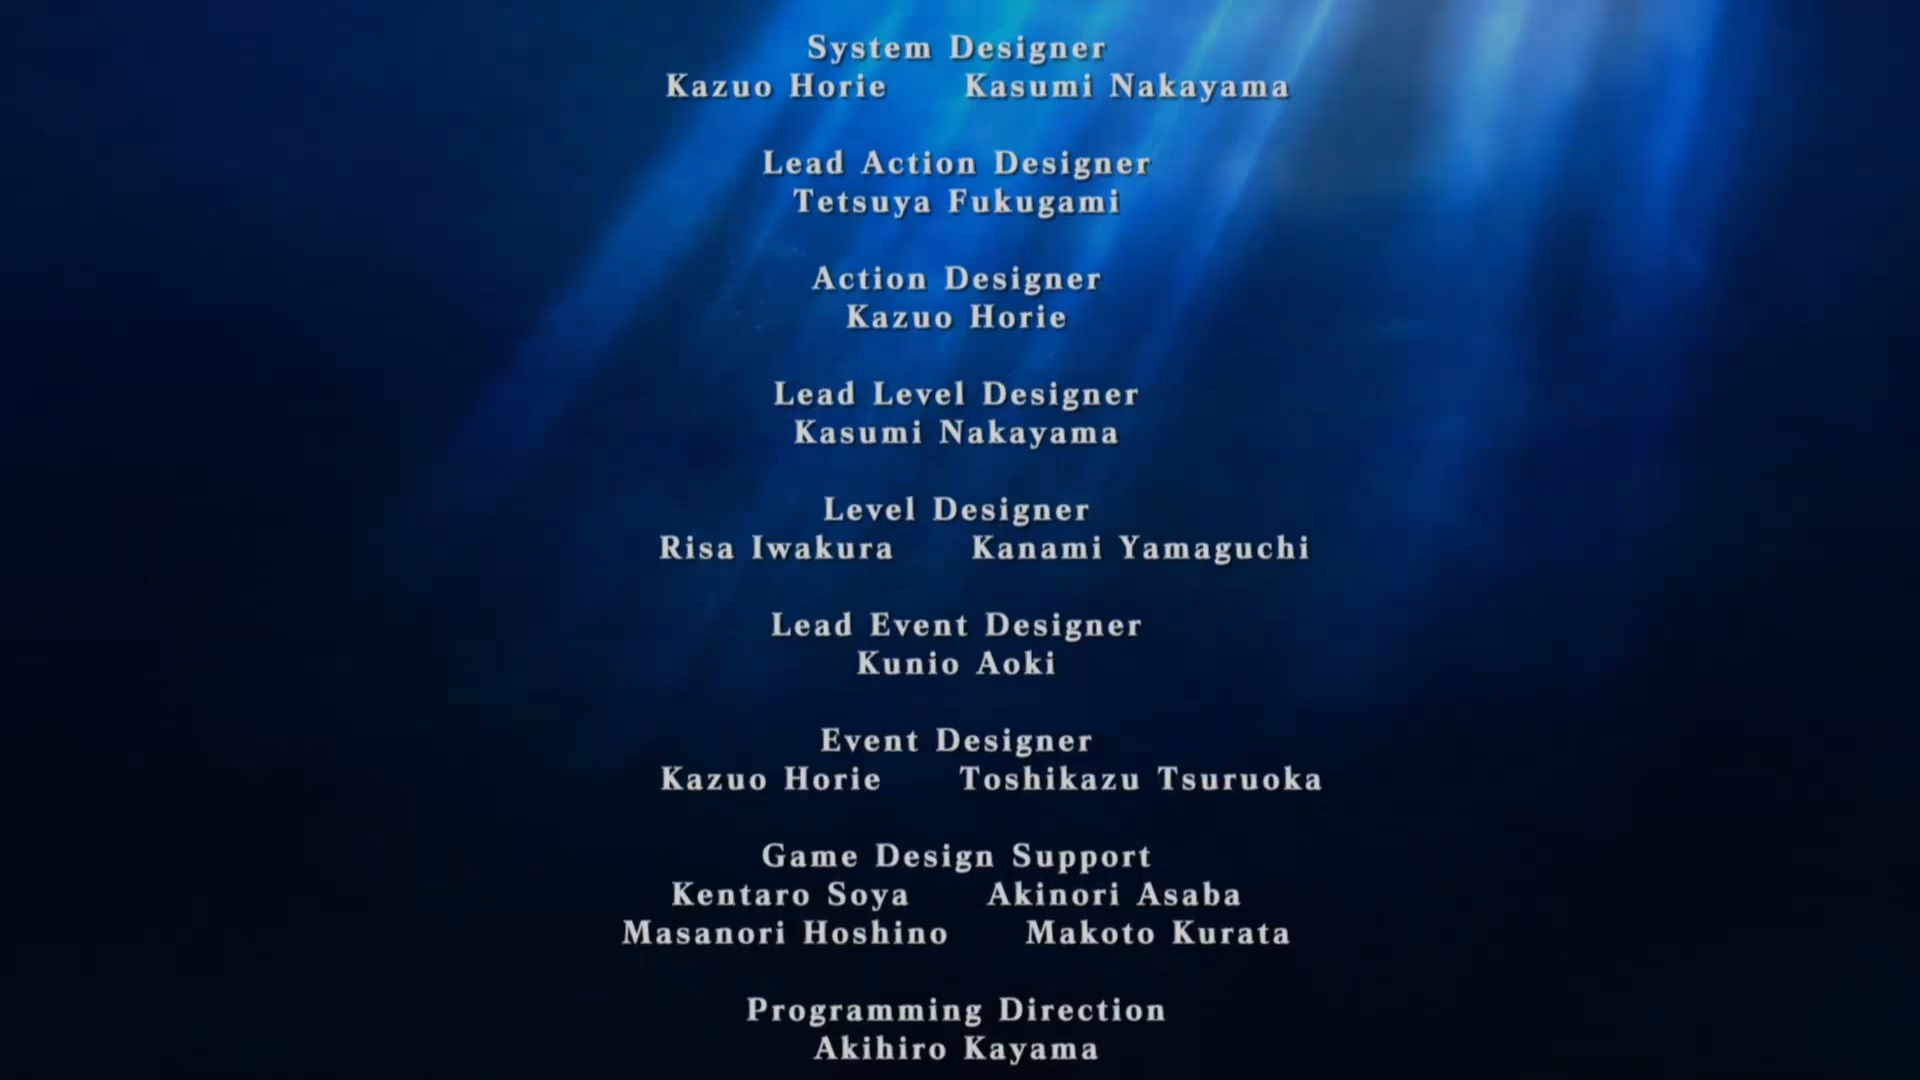 System Designer
Kazuo Horie Kasumi Nakayama
Lead Action Designer
Tetsuya Fukugami
Action Designer
Kazuo Horie
Lead Level Designer
Kasumi Nakayama
Level Designer
Risa Iwakura Kanami Yamaguchi
Lead Event Designer
Kunio Aoki
Event Designer
Kazuo Horie Toshikazu Tsuruoka
Game Design Support
Kentaro Soya Akinori Asaba
Masanori Hoshino Makoto Kurata
Programming Direction
Akihiro Kayama